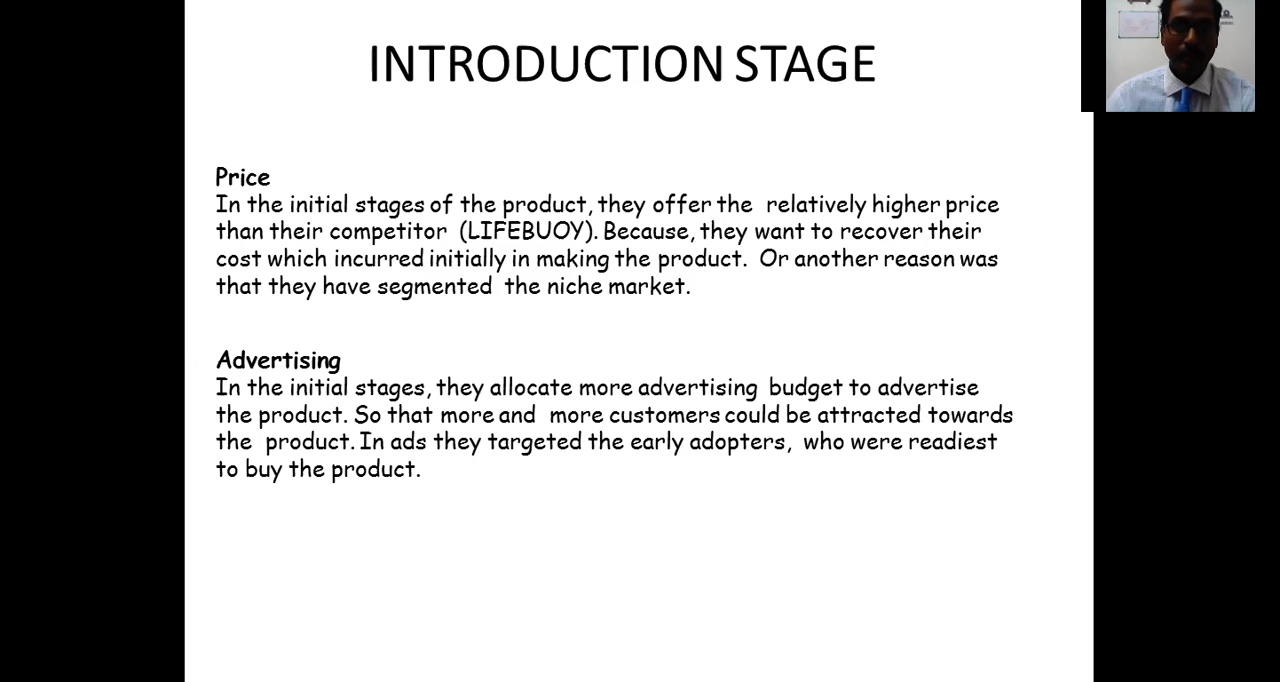 INTRODUCTION STAGE
Price
In the initial stages of the product, they offer the relatively higher price
than their competitor (LIFEBUOY). Because, they want to recover their
cost which incurred initially in making the product. Or another reason was
that they have segmented the niche market.
Advertising
In the initial stages, they allocate more advertising budget to advertise
the product. So that more and more customers could be attracted towards
the product. In ads they targeted the early adopters, who were readiest
to buy the product.